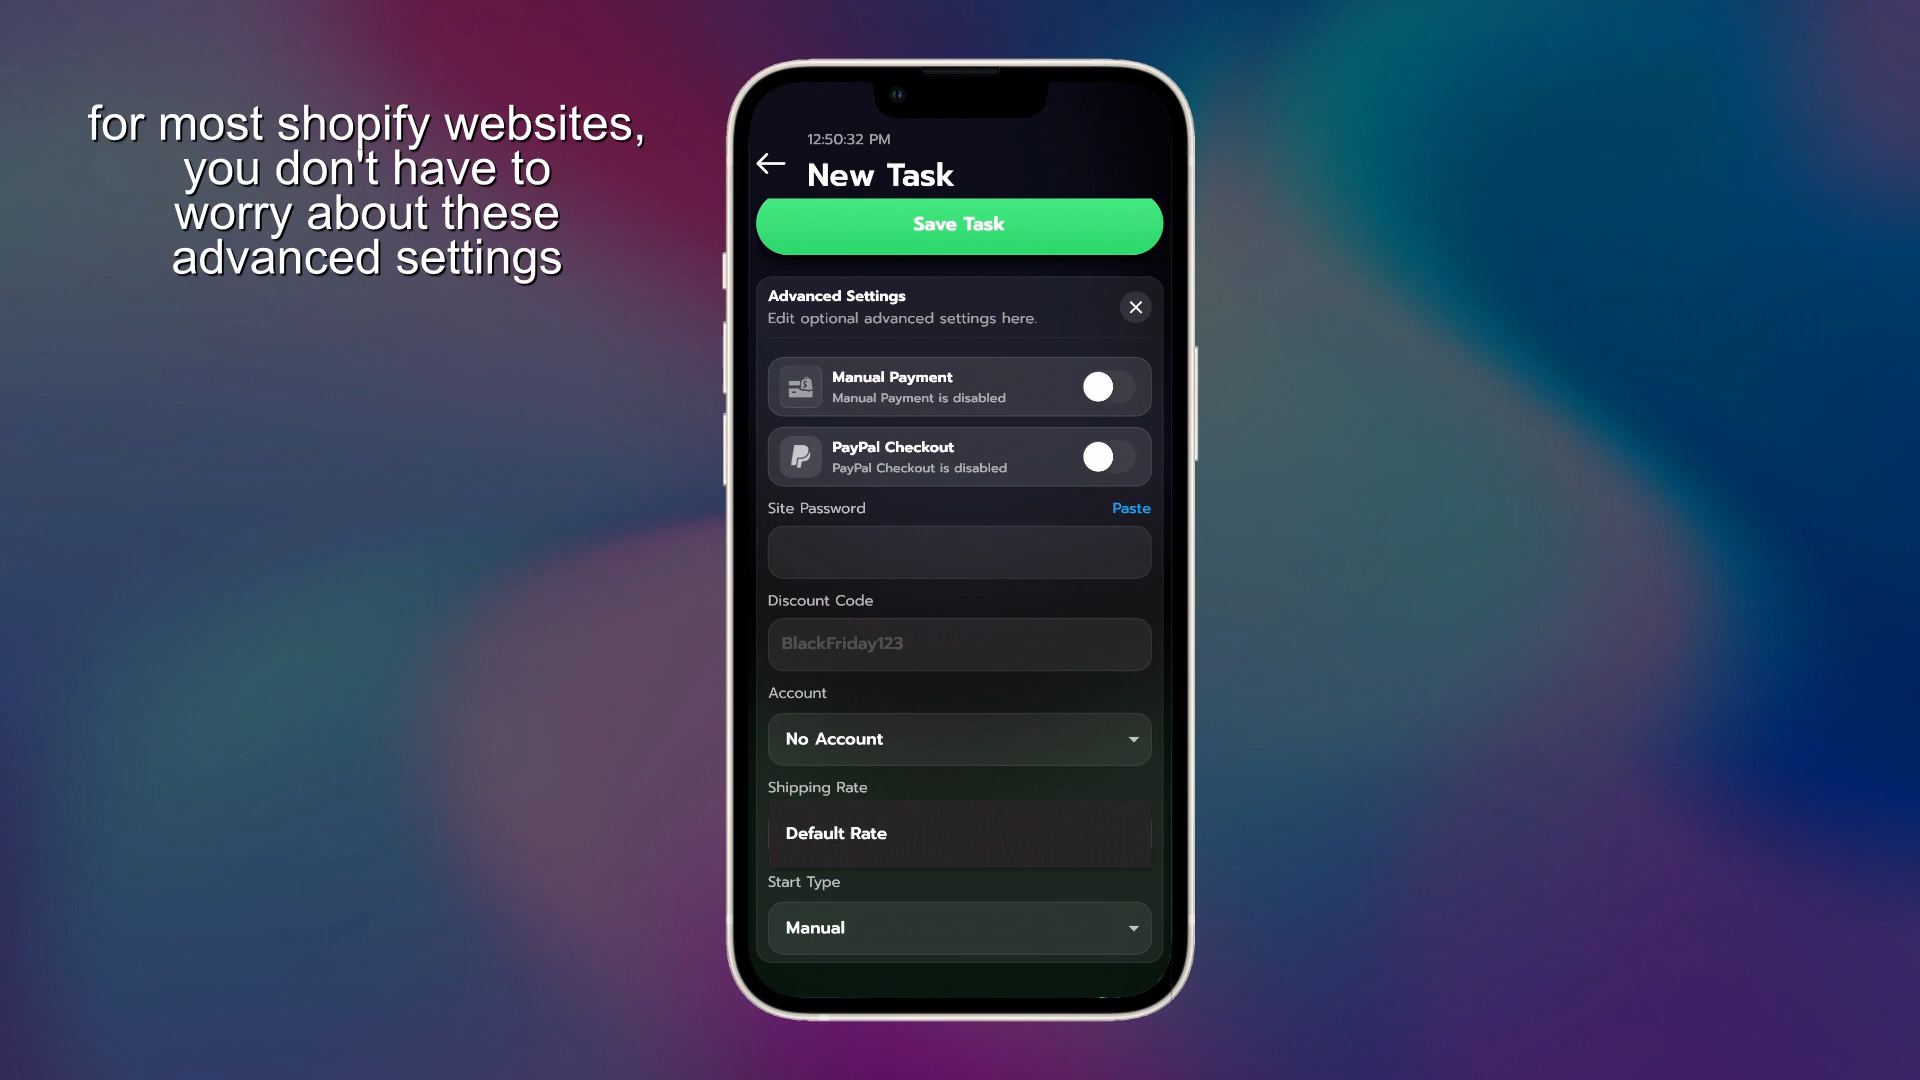 for most shopify websites,
you don't have to
worry about these
advanced settings
12:50:32 PM
New Task
Save Task
Advanced Settings
Edit optional advanced settings here.
Manual Payment
Manual Payment is disabled
PayPal Checkout
PayPal Checkout is disabled
Site Password Paste
Discount Code
BlackFriday123
Account
No Account
Shipping Rate
Default Rate
Start Type
Manual